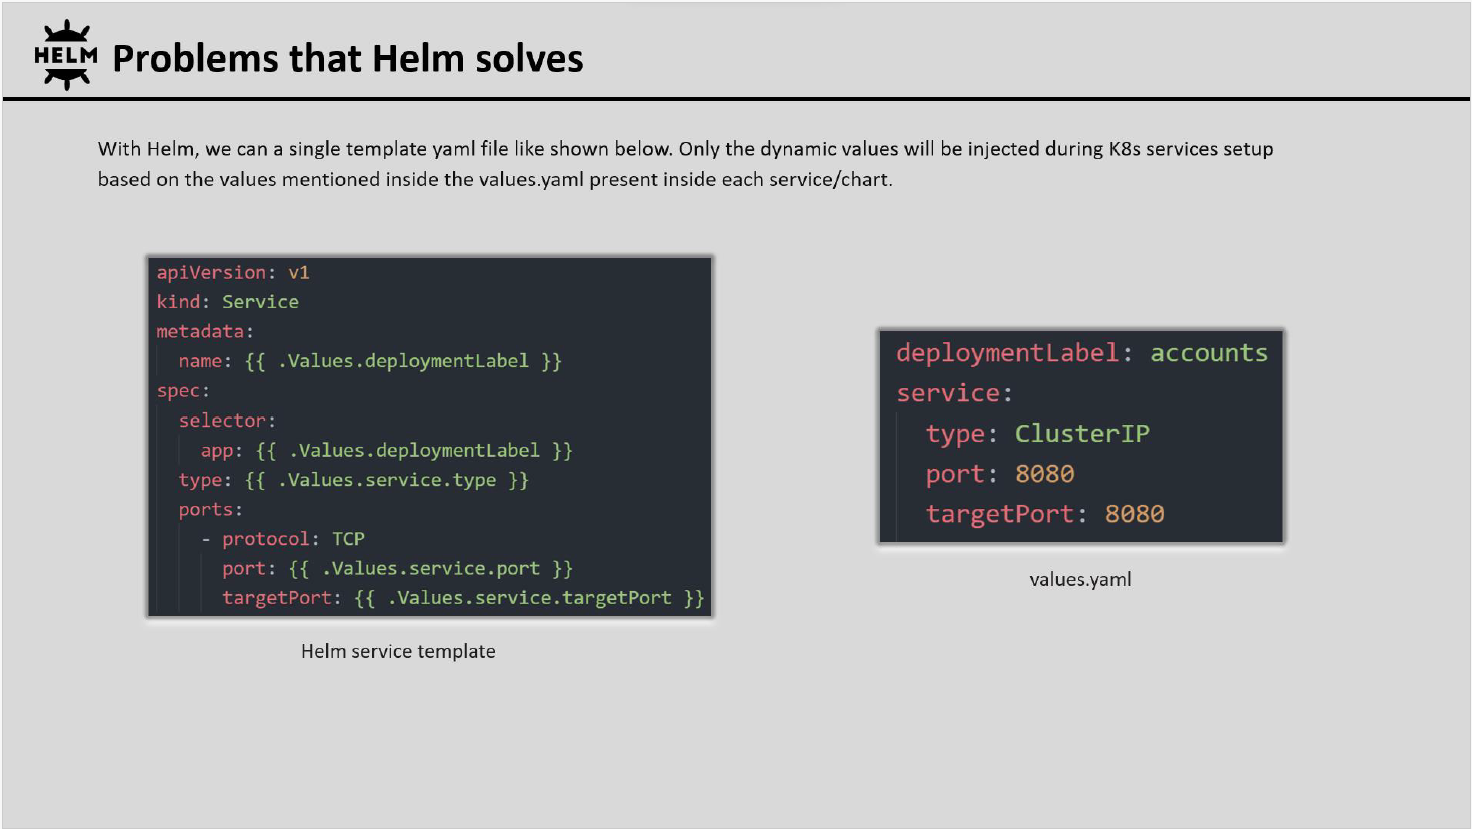 HELM
Problems that Helm solves
With Helm, we can a single template yaml file like shown below. Only the dynamic values will be injected during K8s services setup
based on the values mentioned inside the values.yaml present inside each service/chart.
apiVersion: v1
kind: Service
metadata:
  name: {{ .Values.deploymentLabel }}
spec:
  selector:
    app: {{ .Values.deploymentLabel }}
  type: {{ .Values.service.type }}
  ports:
    - protocol: TCP
      port: {{ .Values.service.port }}
      targetPort: {{ .Values.service.targetPort }}
Helm service template
deploymentLabel: accounts
service:
  type: ClusterIP
  port: 8080
  targetPort: 8080
values.yaml